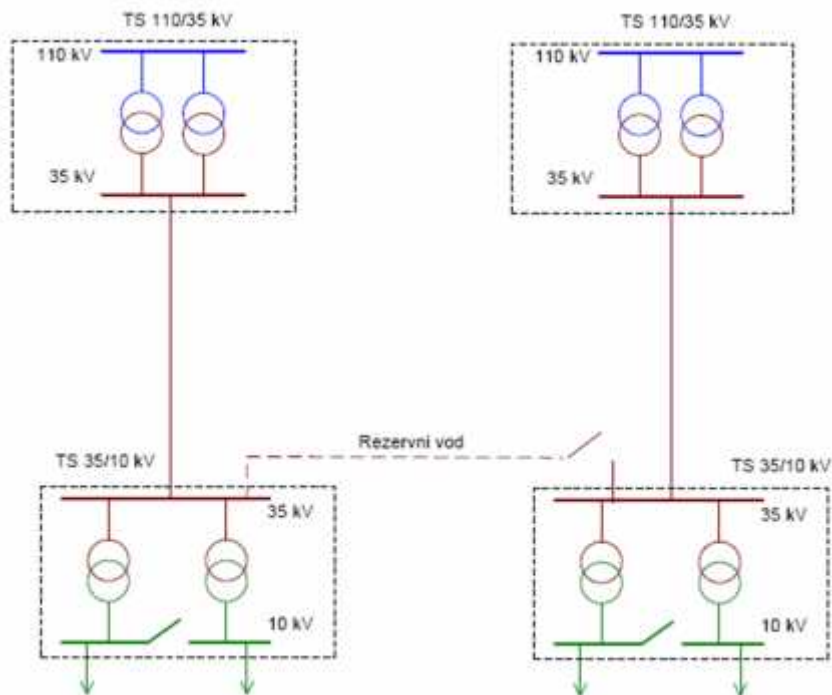 TS 110/35 kV
TS 110/35 kV
110 kV
110 kV
35 kV
35 kV
Rezervni vod
TS 35/10 kV
TS 35/10 kV
35 kV
35 kV
10 kV
10 kV